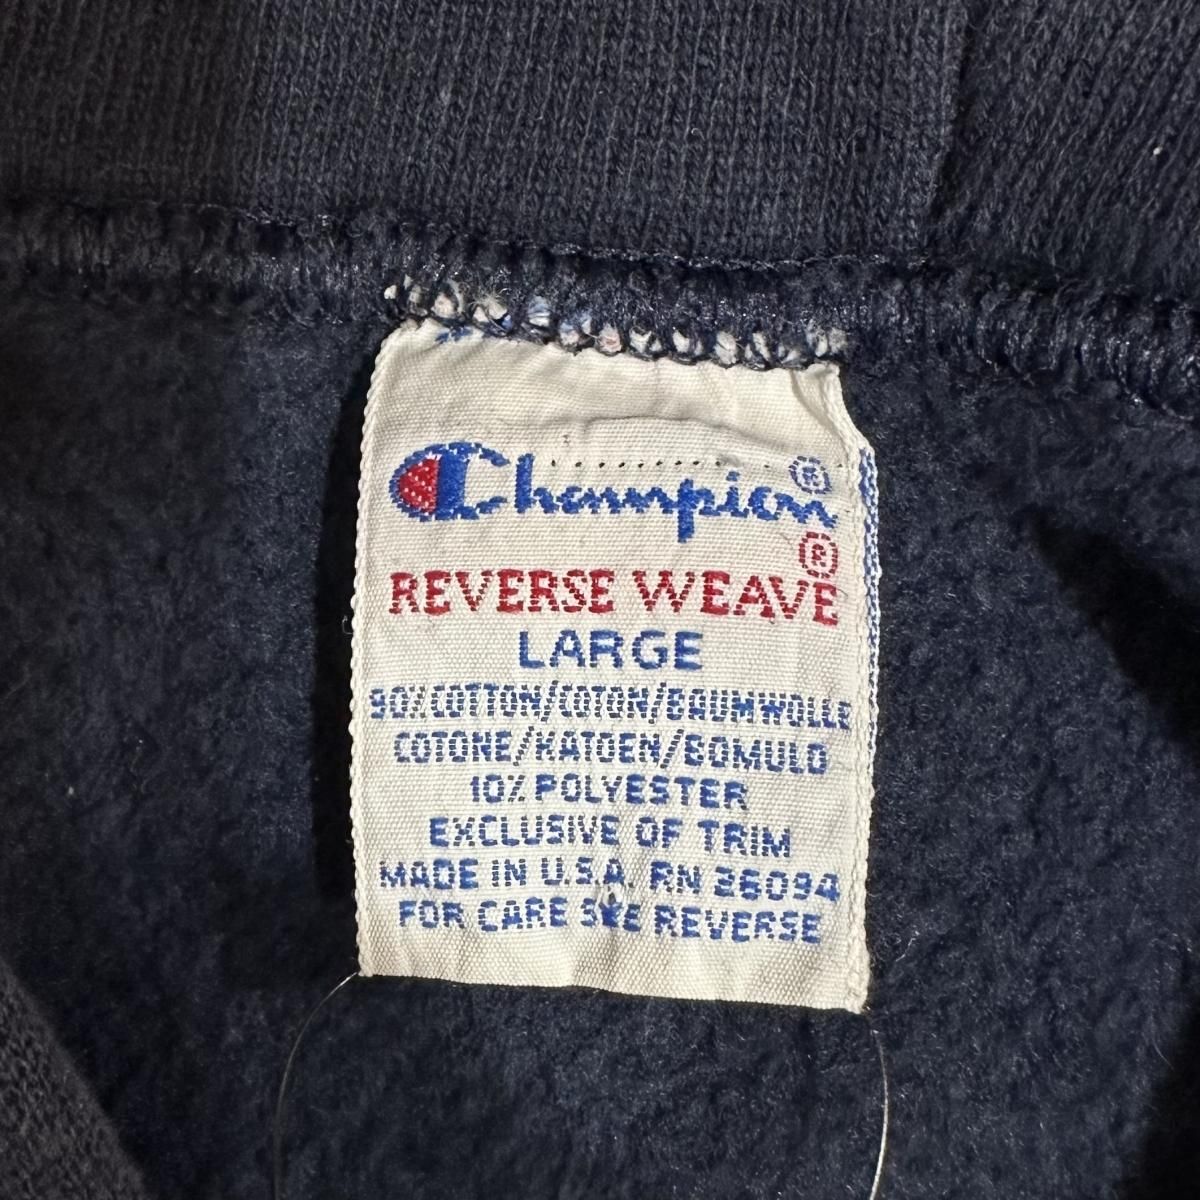 Champion®
®
REVERSE WEAVE
LARGE
90% COTTON/COTON/BAUMWOLLE
COTONE/KATOEN/BOMULD
10% POLYESTER
EXCLUSIVE OF TRIM
MADE IN U.S.A. RN 26094
FOR CARE SEE REVERSE